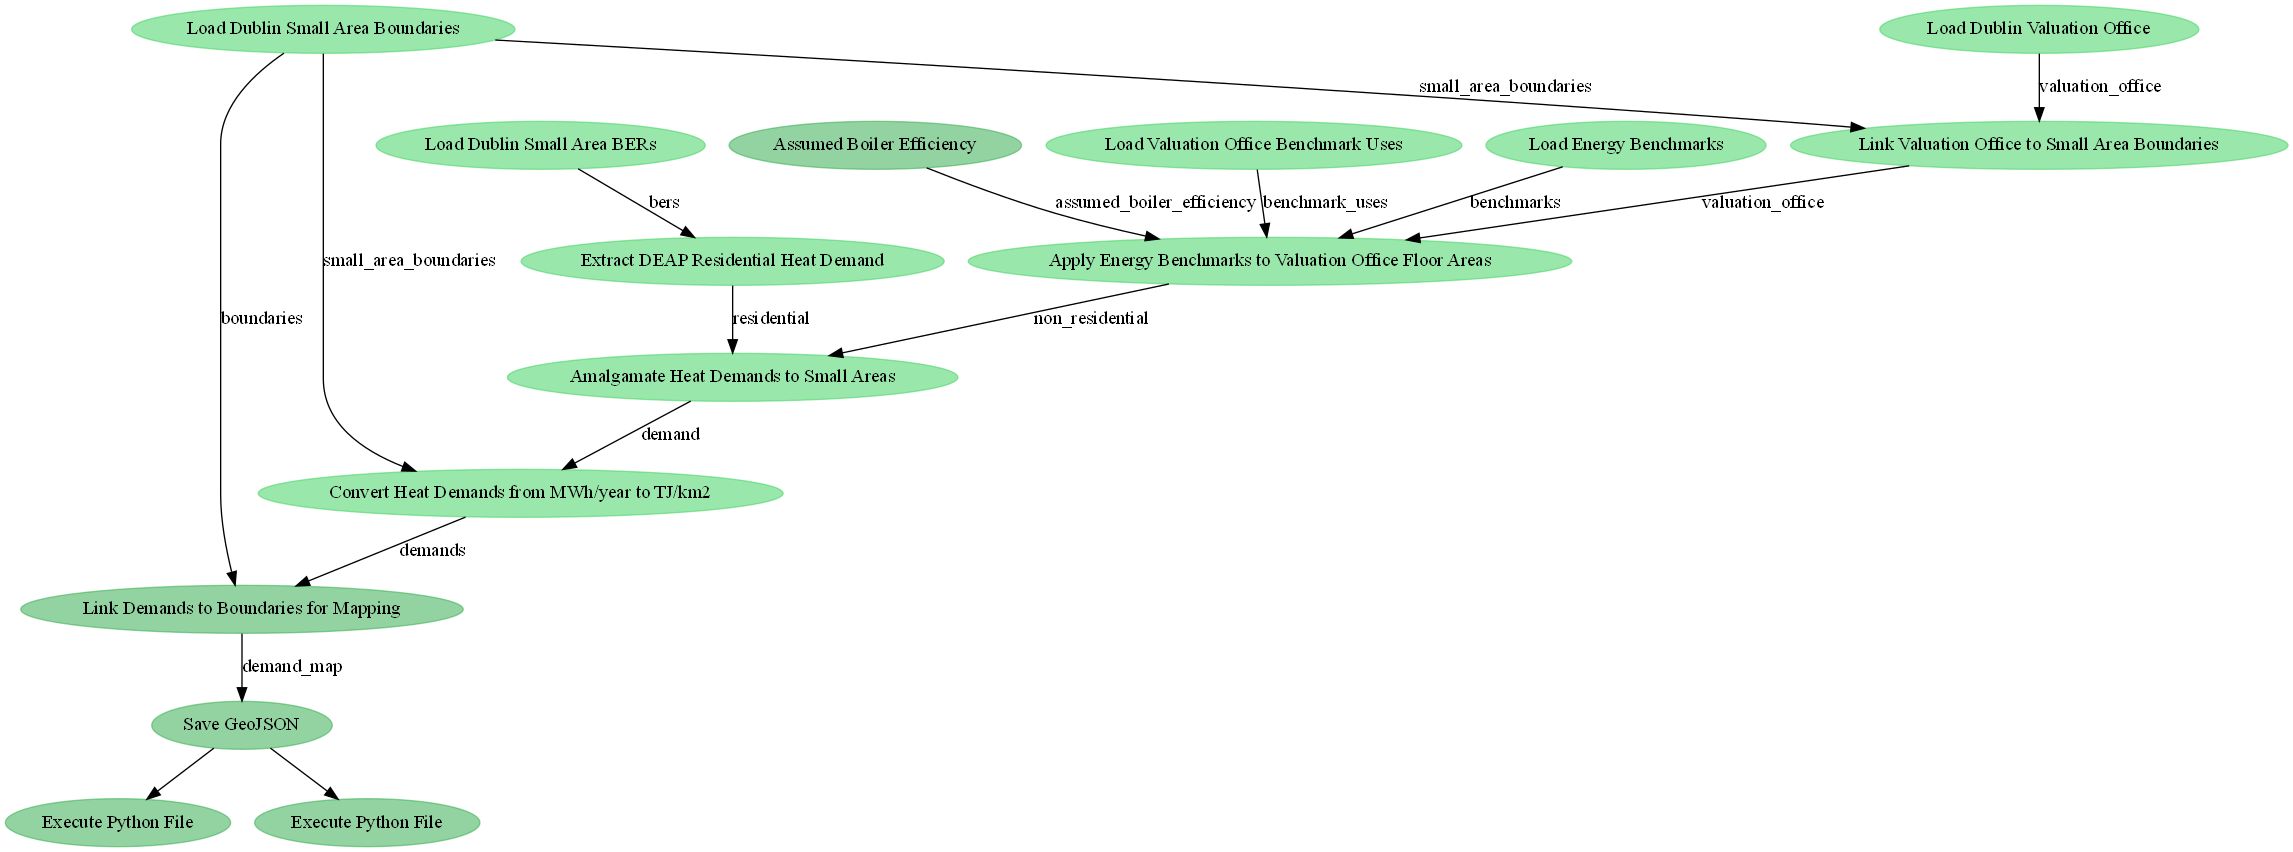 Load Dublin Small Area Boundaries
Load Dublin Valuation Office
small_area_boundaries
valuation_office
Load Dublin Small Area BERs
Assumed Boiler Efficiency
Load Valuation Office Benchmark Uses
Load Energy Benchmarks
Link Valuation Office to Small Area Boundaries
bers
assumed_boiler_efficiency
benchmark_uses
benchmarks
valuation_office
small_area_boundaries
Extract DEAP Residential Heat Demand
Apply Energy Benchmarks to Valuation Office Floor Areas
boundaries
residential
non_residential
Amalgamate Heat Demands to Small Areas
demand
Convert Heat Demands from MWh/year to TJ/km2
demands
Link Demands to Boundaries for Mapping
demand_map
Save GeoJSON
Execute Python File
Execute Python File